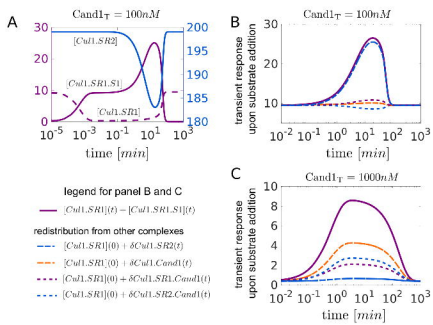 Cand1_T = 100nM
A
30
20
10
0
200
195
190
185
180
[Cul1.SR2]
[Cul1.SR1.S1]
[Cul1.SR1]
10^-5
10^-3
10^-1
10^1
10^3
time [min]
B
Cand1_T = 100nM
transient response
upon substrate addition
30
20
10
0
10^-2
10^-1
10^0
10^1
10^2
10^3
time [min]
legend for panel B and C
[Cul1.SR1](t) − [Cul1.SR1.S1](t)
redistribution from other complexes
[Cul1.SR1](0) + δCul1.SR2(t)
[Cul1.SR1](0) + δCul1.Cand1(t)
[Cul1.SR1](0) + δCul1.SR1.Cand1(t)
[Cul1.SR1](0) + δCul1.SR2.Cand1(t)
C
Cand1_T = 1000nM
transient response
upon substrate addition
10
8
6
4
2
0
10^-2
10^-1
10^0
10^1
10^2
10^3
time [min]